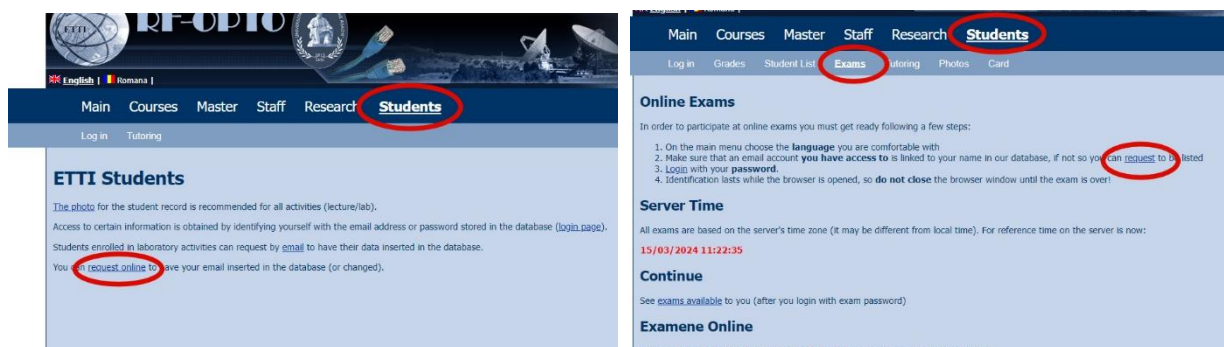 ETTI
RF-OPTO
English | Romana |
Main Courses Master Staff Research Students
Log in Tutoring
ETTI Students
The photo for the student record is recommended for all activities (lecture/lab).
Access to certain information is obtained by identifying yourself with the email address or password stored in the database (login page).
Students enrolled in laboratory activities can request by email to have their data inserted in the database.
You can request online to have your email inserted in the database (or changed).
Main Courses Master Staff Research Students
Log in Grades Student List Exams Tutoring Photos Card
Online Exams
In order to participate at online exams you must get ready following a few steps:
1. On the main menu choose the language you are comfortable with
2. Make sure that an email account you have access to is linked to your name in our database, if not so you can request to be listed
3. Login with your password.
4. Identification lasts while the browser is opened, so do not close the browser window until the exam is over!
Server Time
All exams are based on the server's time zone (it may be different from local time). For reference time on the server is now:
15/03/2024 11:22:35
Continue
See exams available to you (after you login with exam password)
Examene Online